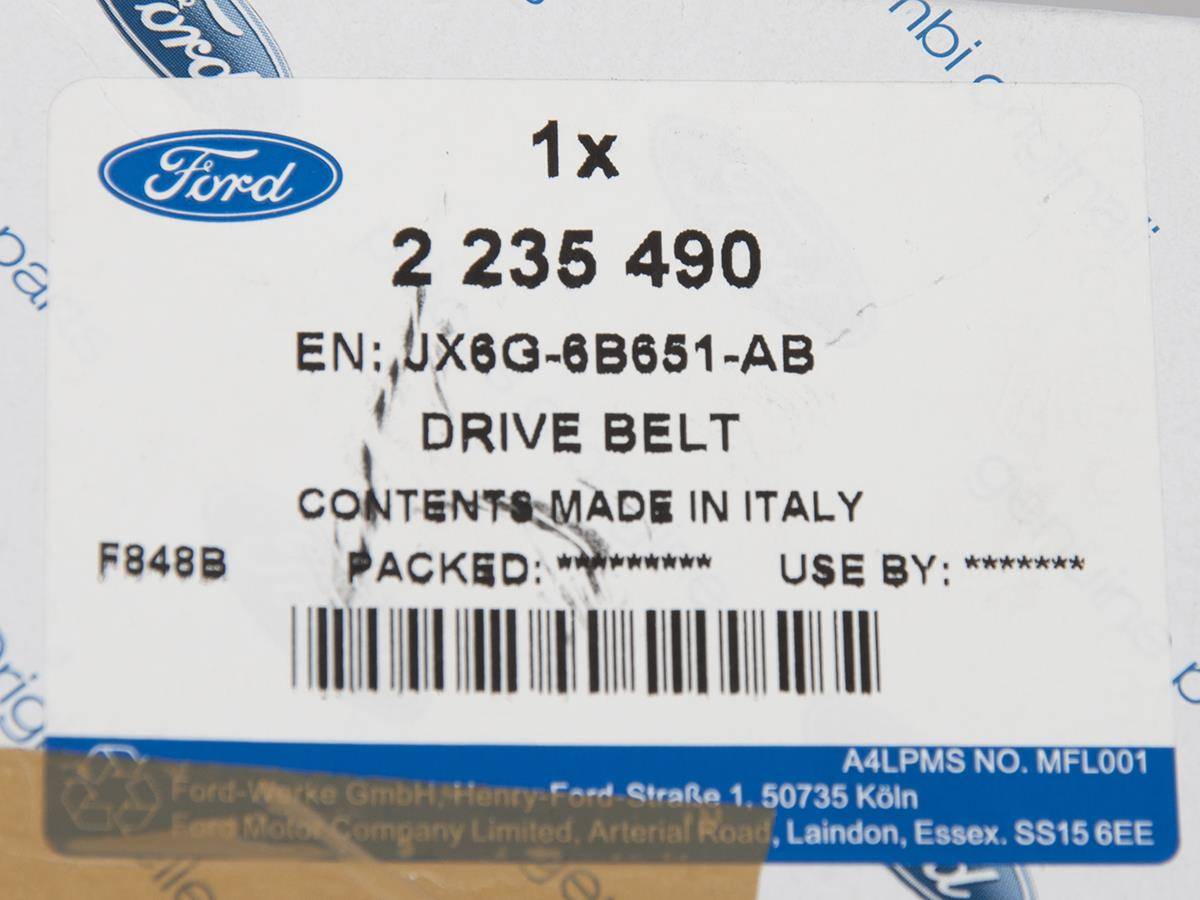 Ford
Ford
1x
2 235 490
EN: JX6G-6B651-AB
DRIVE BELT
CONTENTS MADE IN ITALY
F848B PACKED: ********* USE BY: *******
A4LPMS NO. MFL001
Ford-Werke GmbH, Henry-Ford-Straße 1, 50735 Köln
Ford Motor Company Limited, Arterial Road, Laindon, Essex. SS15 6EE